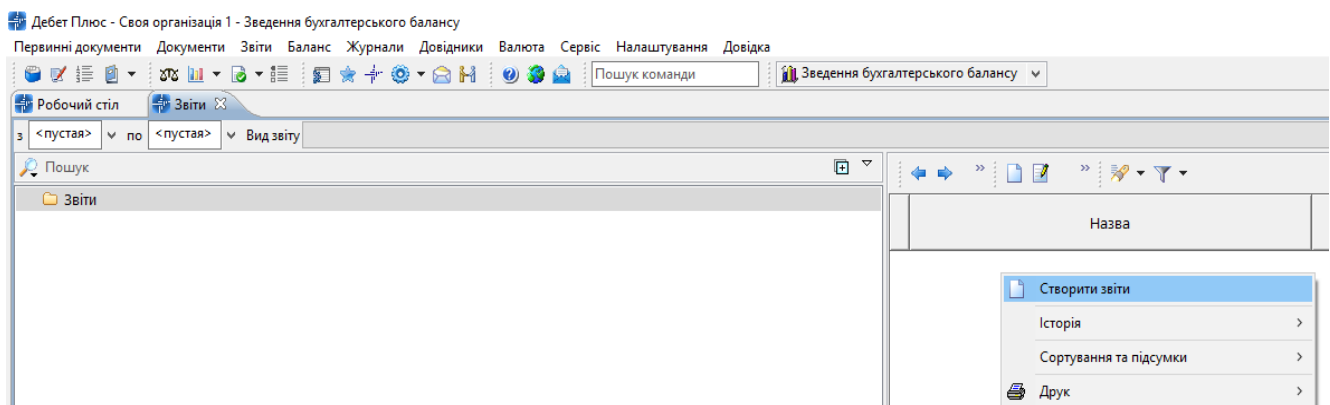 Дебет Плюс - Своя організація 1 - Зведення бухгалтерського балансу
Первинні документи Документи Звіти Баланс Журнали Довідники Валюта Сервіс Налаштування Довідка
Пошук команди Зведення бухгалтерського балансу
Робочий стіл Звіти
з <пустая> по <пустая> Вид звіту
Пошук
Звіти
Назва
Створити звіти
Історія
Сортування та підсумки
Друк